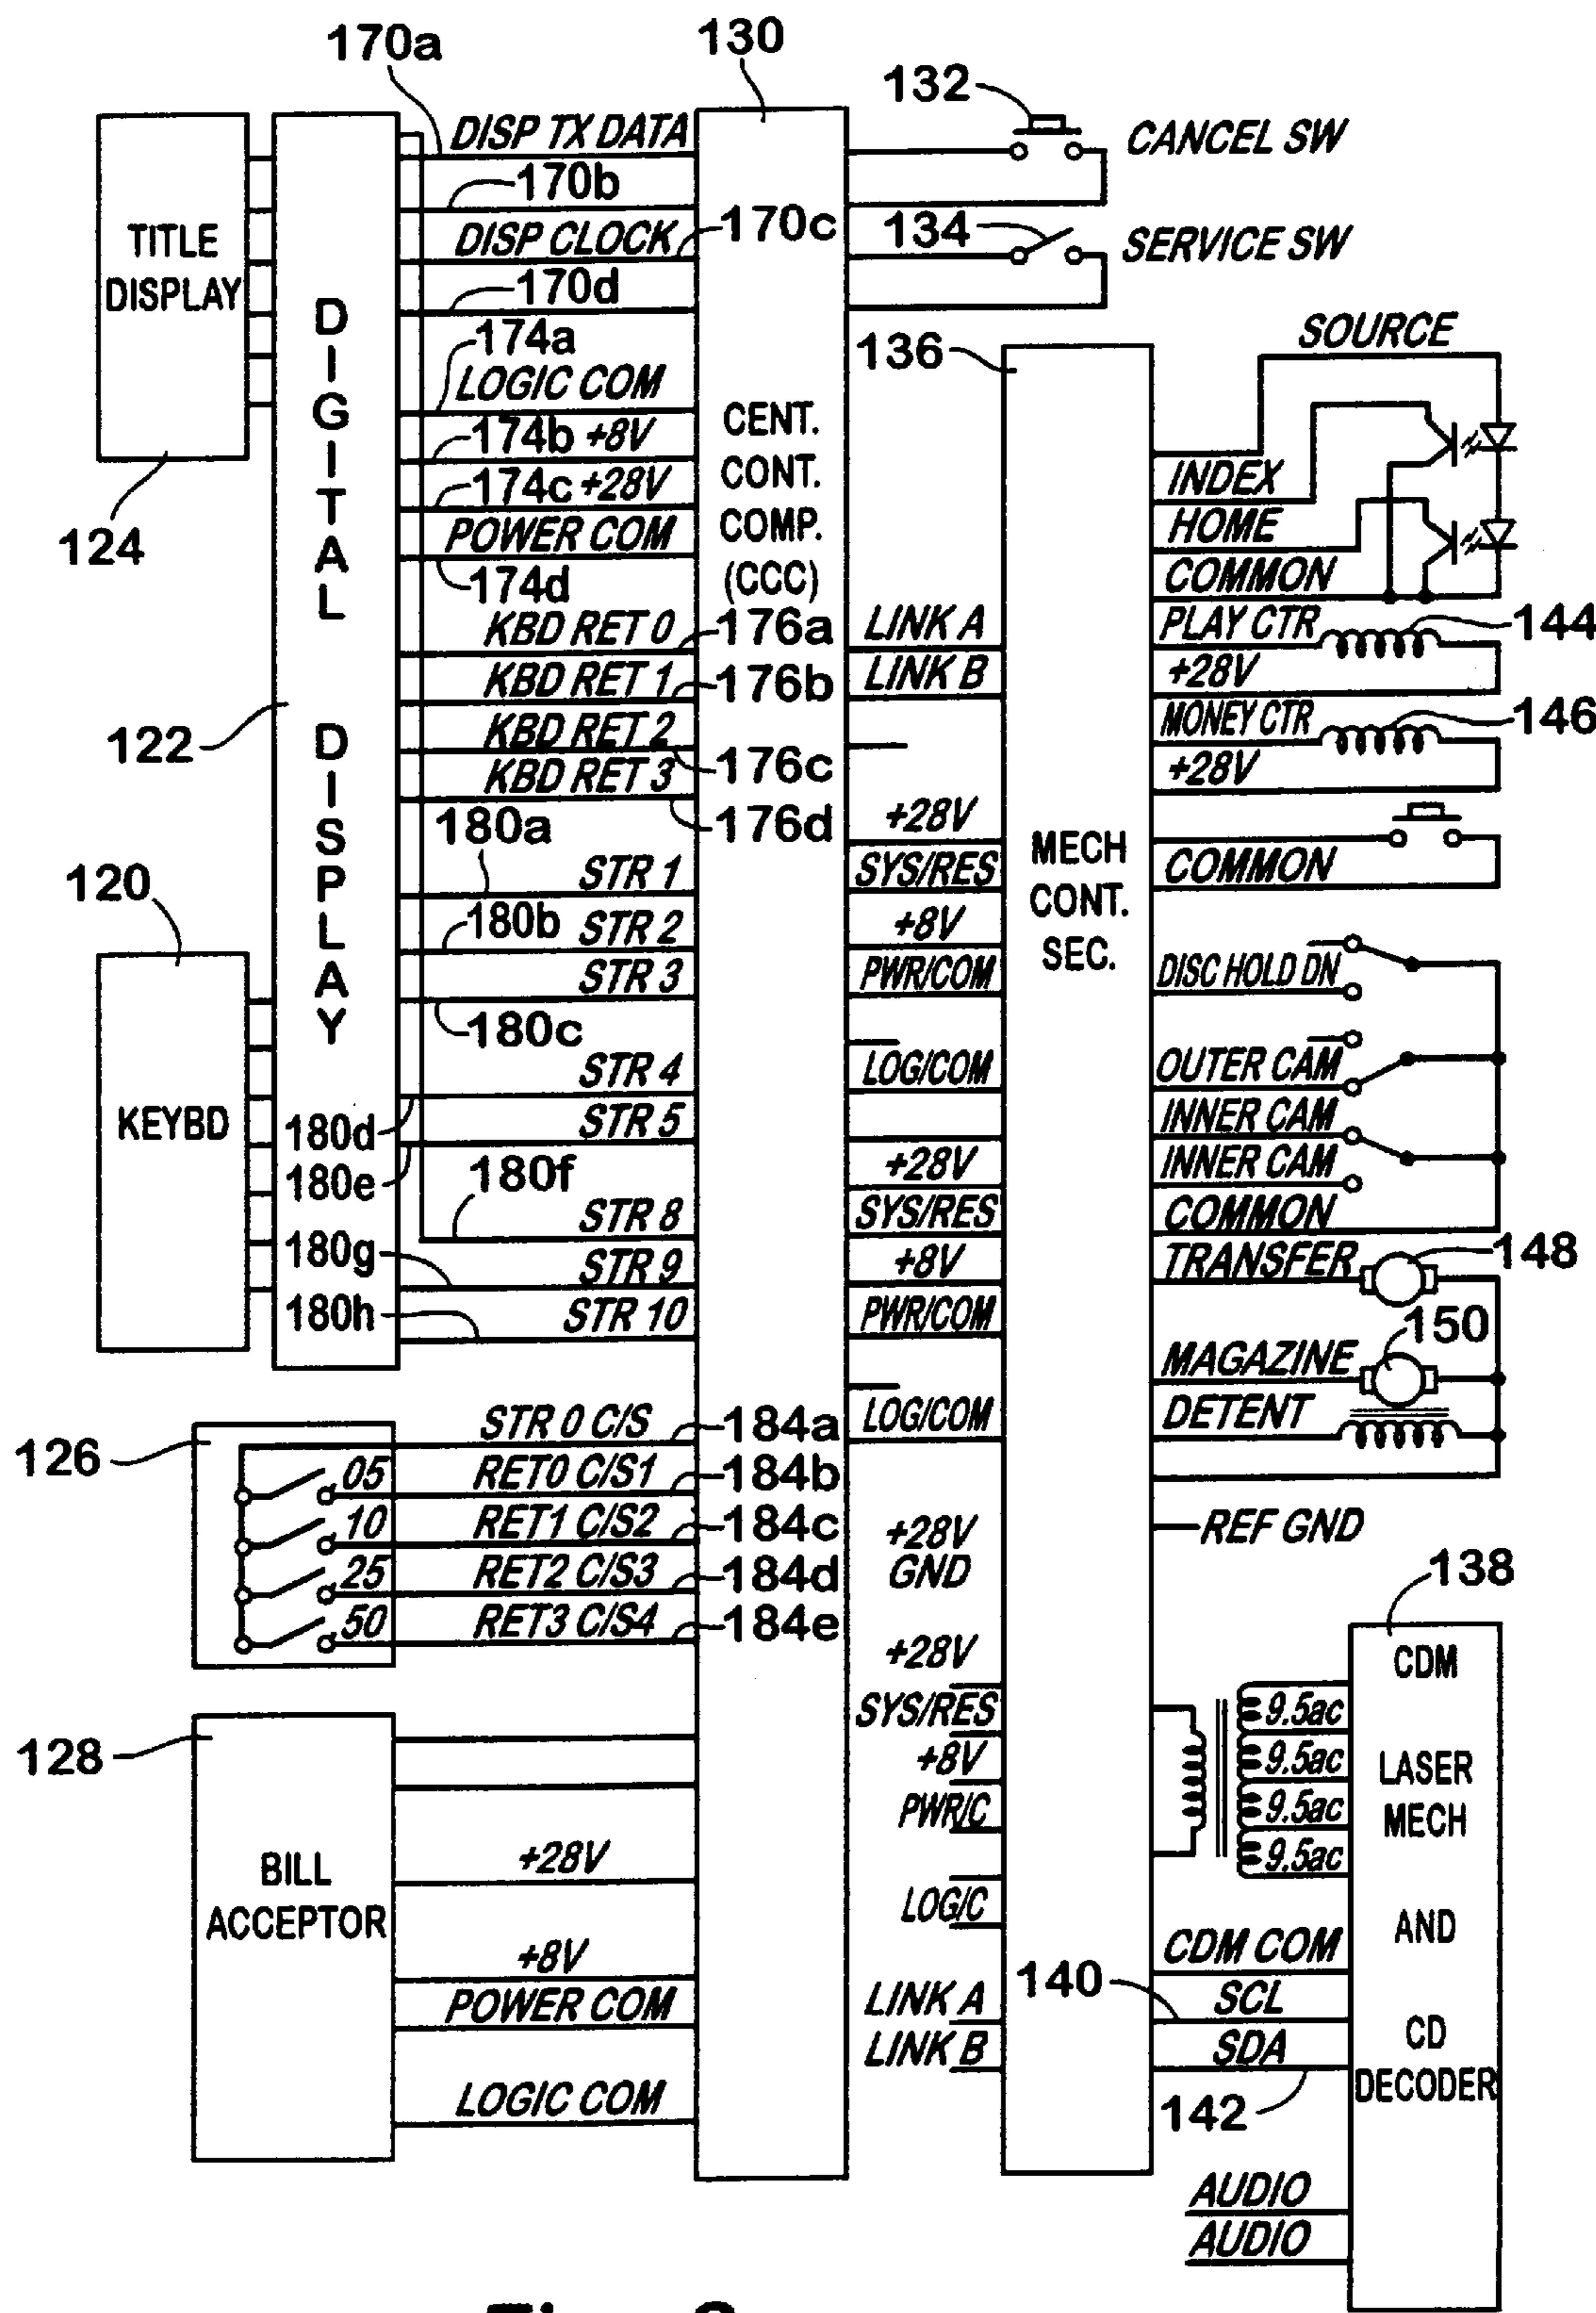 170a
130
132
DISP TX DATA
CANCEL SW
170b
TITLE
DISPLAY
DISP CLOCK
170c
134
SERVICE SW
170d
124
DIGITAL
DISPLAY
122
174a
LOGIC COM
174b
+8V
174c
+28V
POWER COM
174d
CENT.
CONT.
COMP.
(CCC)
136
SOURCE
INDEX
HOME
COMMON
KBD RET 0
176a
KBD RET 1
176b
KBD RET 2
176c
KBD RET 3
176d
LINK A
LINK B
PLAY CTR
144
+28V
MONEY CTR
146
+28V
120
KEYBD
180a
STR 1
180b
STR 2
STR 3
180c
STR 4
180d
STR 5
180e
180f
STR 8
180g
STR 9
180h
STR 10
+28V
SYS/RES
+8V
PWR/COM
LOG/COM
+28V
SYS/RES
+8V
PWR/COM
LOG/COM
MECH
CONT.
SEC.
COMMON
DISC HOLD DN
OUTER CAM
INNER CAM
INNER CAM
COMMON
TRANSFER
148
150
MAGAZINE
DETENT
REF GND
126
STR 0 C/S
184a
.05
RET0 C/S1
184b
.10
RET1 C/S2
184c
.25
RET2 C/S3
184d
.50
RET3 C/S4
184e
128
BILL
ACCEPTOR
+28V
+8V
POWER COM
LOGIC COM
+28V
GND
+28V
SYS/RES
+8V
PWR/C
LOG/C
LINK A
LINK B
138
CDM
LASER
MECH
AND
CD
DECODER
9.5ac
9.5ac
9.5ac
9.5ac
CDM COM
140
SCL
SDA
142
AUDIO
AUDIO